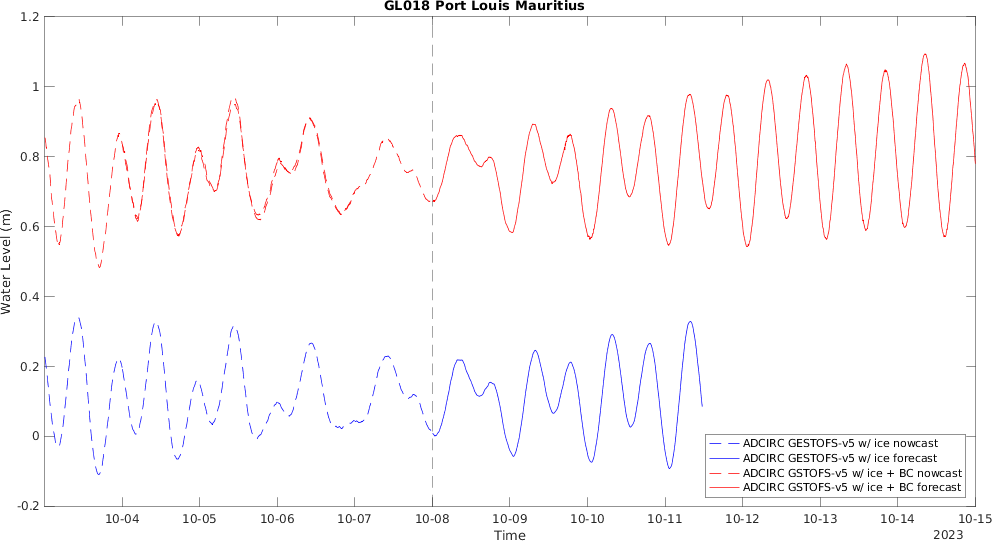 GL018 Port Louis Mauritius
1.2
1
0.8
0.6
0.4
0.2
0
-0.2
Water Level (m)
ADCIRC GESTOFS-v5 w/ ice nowcast
ADCIRC GESTOFS-v5 w/ ice forecast
ADCIRC GSTOFS-v5 w/ ice + BC nowcast
ADCIRC GSTOFS-v5 w/ ice + BC forecast
10-04 10-05 10-06 10-07 10-08 10-09 10-10 10-11 10-12 10-13 10-14 10-15
Time
2023